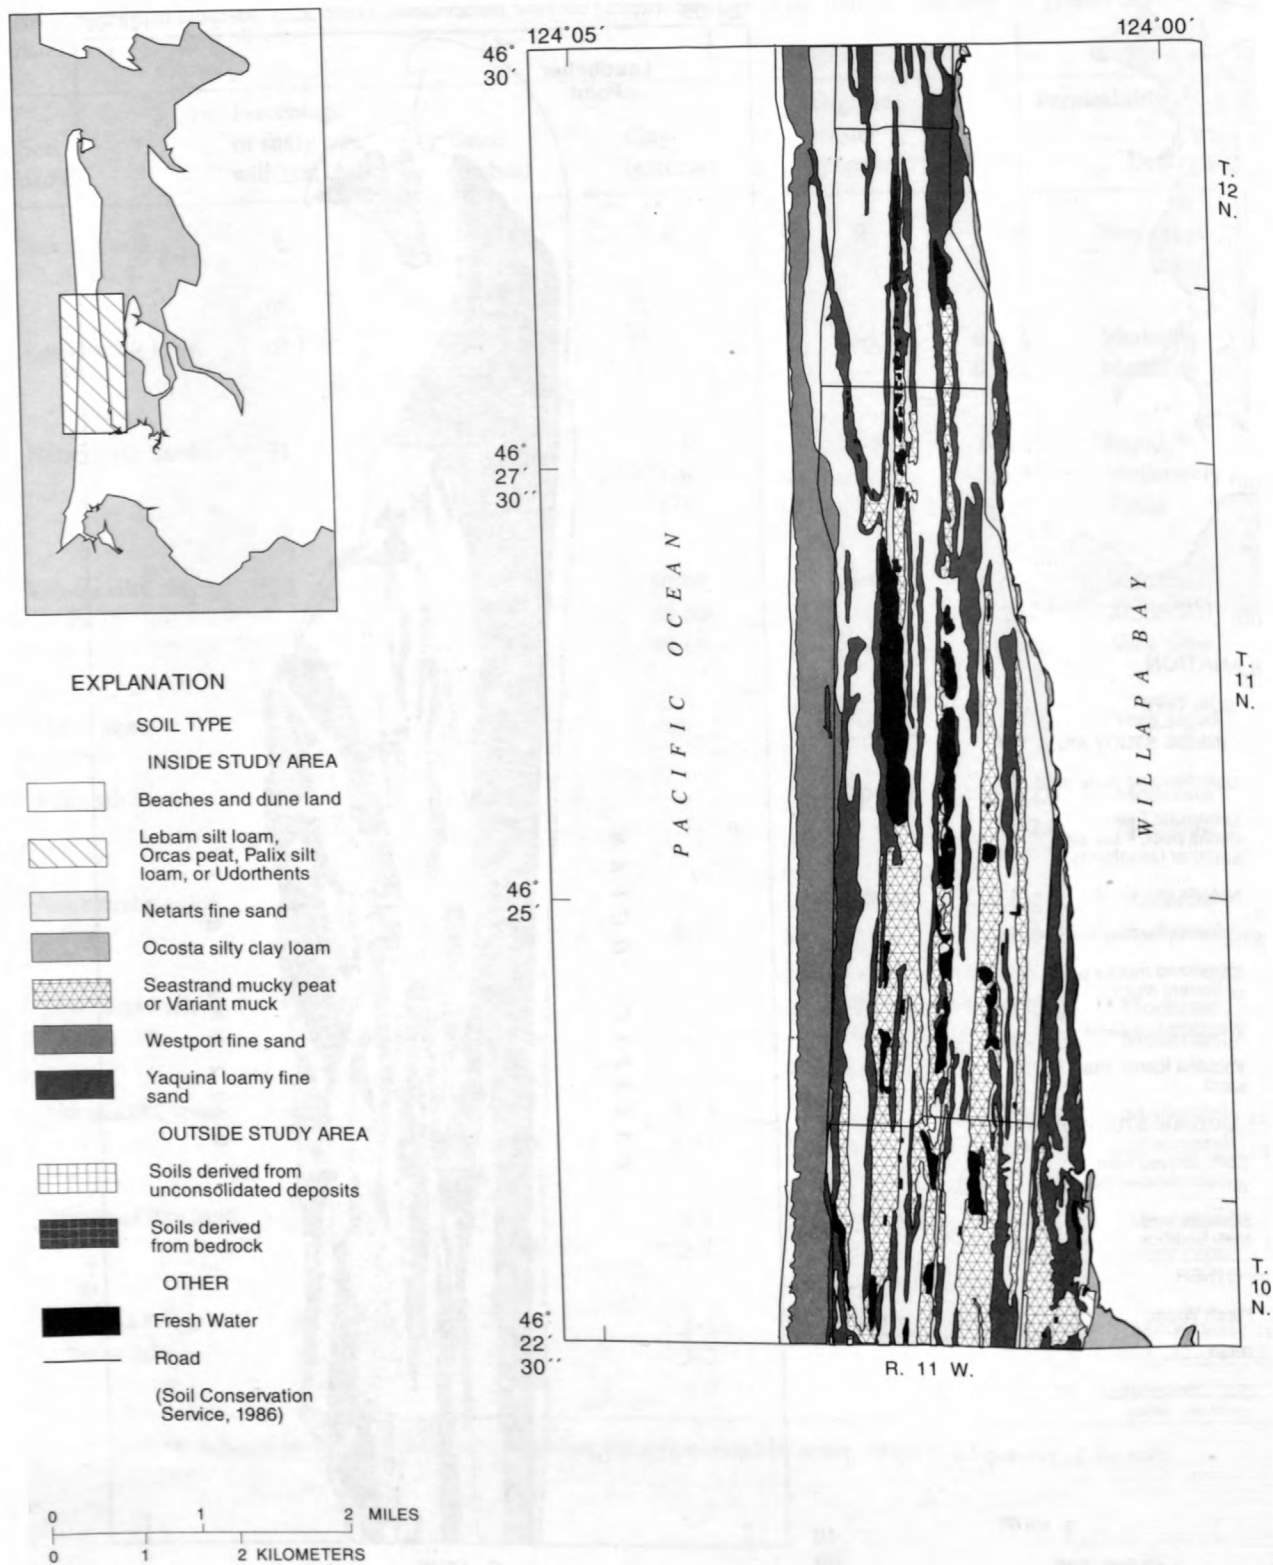 124°05′
124°00′
46°
30′
T.
12
N.
46°
27′
30′′
PACIFIC OCEAN
WILLAPA BAY
T.
11
N.
46°
25′
T.
10
N.
46°
22′
30′′
R. 11 W.
EXPLANATION
SOIL TYPE
INSIDE STUDY AREA
Beaches and dune land
Lebam silt loam,
Orcas peat, Palix silt
loam, or Udorthents
Netarts fine sand
Ocosta silty clay loam
Seastrand mucky peat
or Variant muck
Westport fine sand
Yaquina loamy fine
sand
OUTSIDE STUDY AREA
Soils derived from
unconsolidated deposits
Soils derived
from bedrock
OTHER
Fresh Water
Road
(Soil Conservation
Service, 1986)
0 1 2 MILES
0 1 2 KILOMETERS